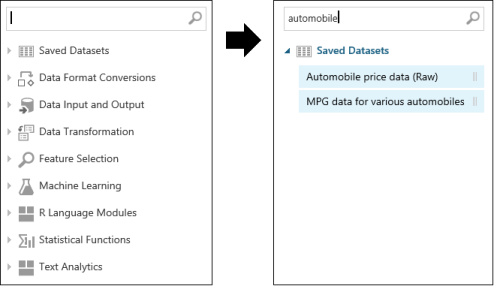 Saved Datasets
Data Format Conversions
Data Input and Output
Data Transformation
Feature Selection
Machine Learning
R Language Modules
Statistical Functions
Text Analytics
automobile
Saved Datasets
Automobile price data (Raw)
MPG data for various automobiles